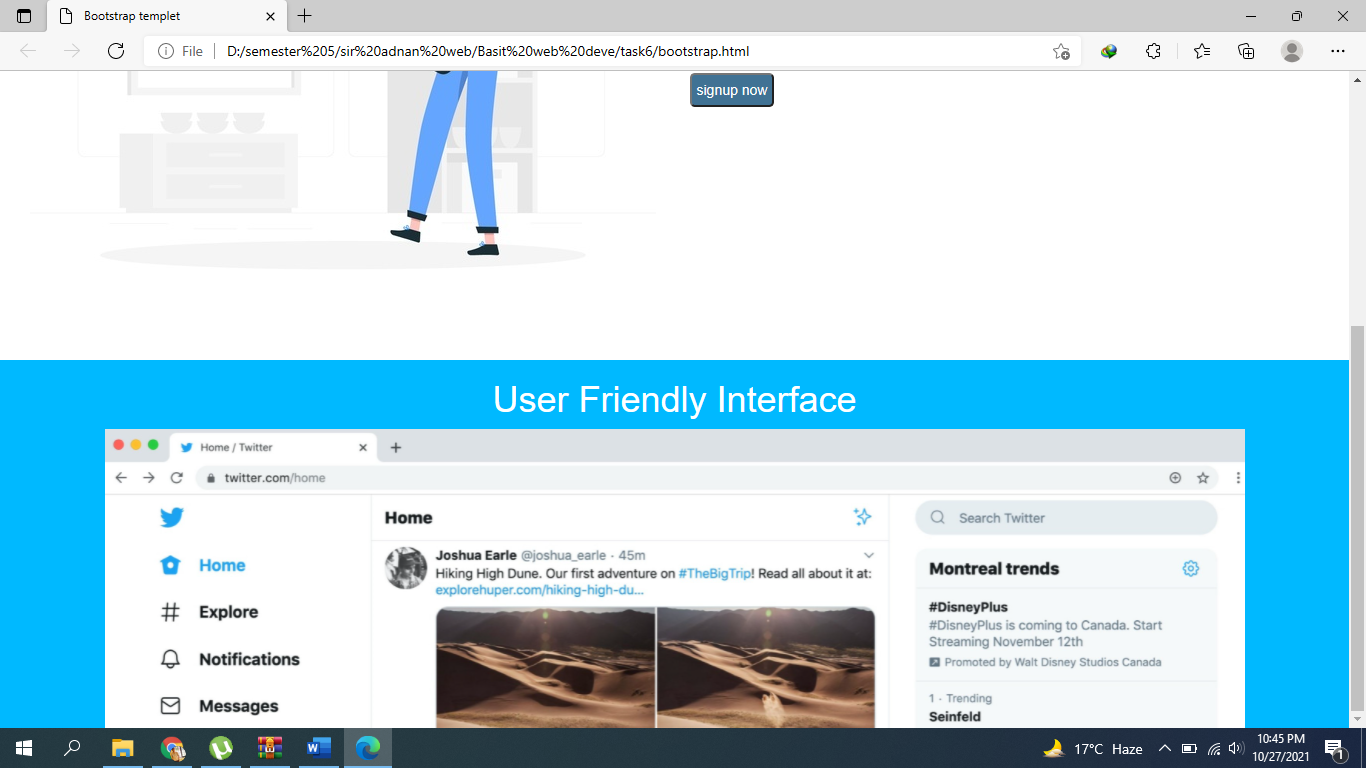 Bootstrap templet
File
D:/semester%205/sir%20adnan%20web/Basit%20web%20deve/task6/bootstrap.html
signup now
User Friendly Interface
Home / Twitter
twitter.com/home
Home
Search Twitter
Joshua Earle @joshua_earle · 45m
Hiking High Dune. Our first adventure on #TheBigTrip! Read all about it at:
explorehuper.com/hiking-high-du...
Home
Explore
Notifications
Messages
Montreal trends
#DisneyPlus
#DisneyPlus is coming to Canada. Start
Streaming November 12th
Promoted by Walt Disney Studios Canada
1 · Trending
Seinfeld
17°C Haze
10:45 PM
10/27/2021
1